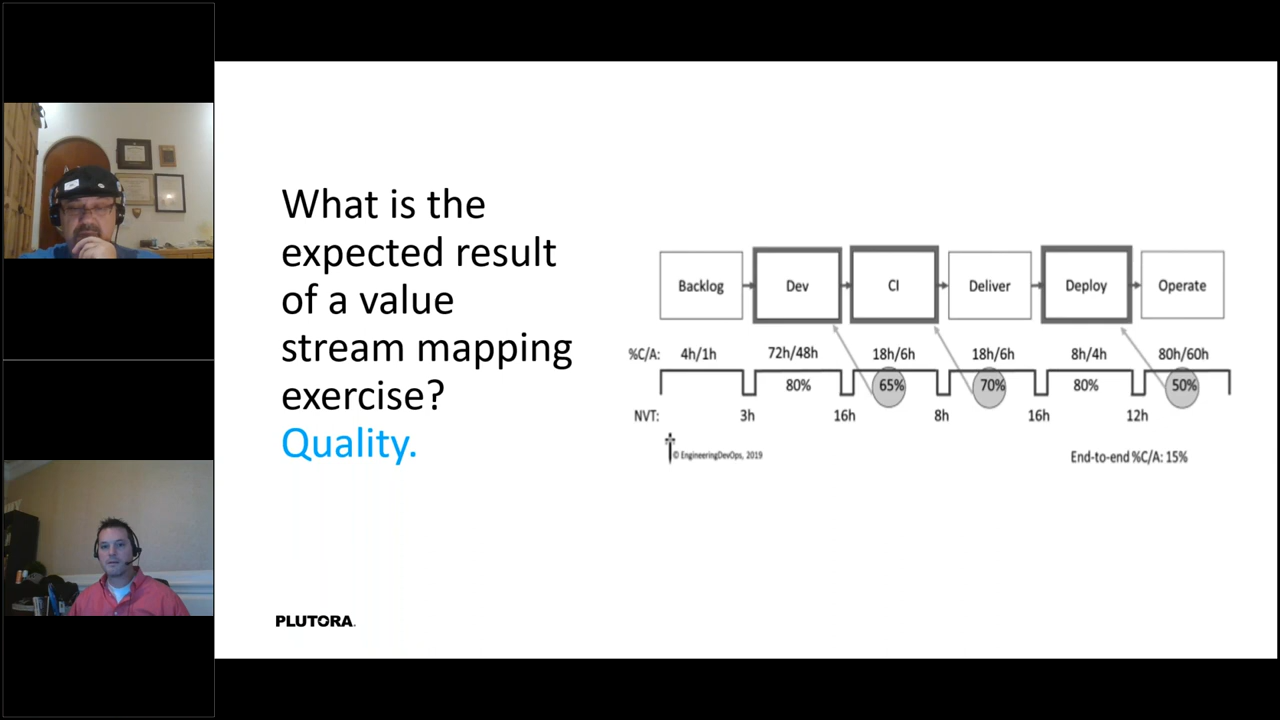 What is the
expected result
of a value
stream mapping
exercise?
Quality.
Backlog Dev CI Deliver Deploy Operate
%C/A: 4h/1h 72h/48h 18h/6h 18h/6h 8h/4h 80h/60h
80% 65% 70% 80% 50%
NVT: 3h 16h 8h 16h 12h
© EngineeringDevOps, 2019
End-to-end %C/A: 15%
PLUTORA